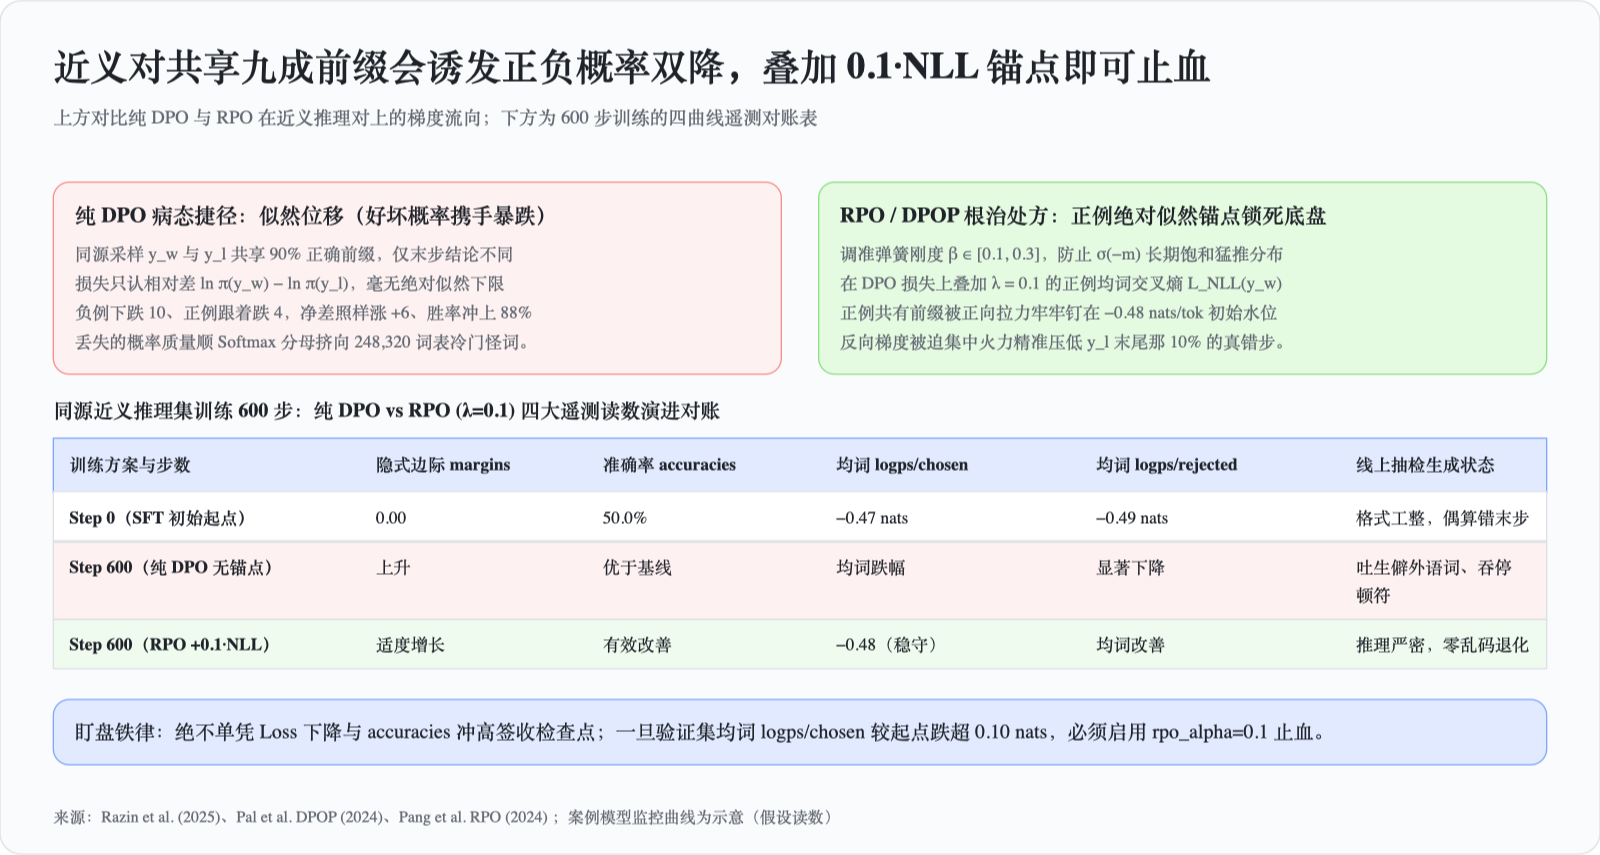 近义对共享九成前缀会诱发正负概率双降，叠加 0.1·NLL 锚点即可止血
上方对比纯 DPO 与 RPO 在近义推理对上的梯度流向；下方为 600 步训练的四曲线遥测对账表
纯 DPO 病态捷径：似然位移（好坏概率携手暴跌）
同源采样 y_w 与 y_l 共享 90% 正确前缀，仅末步结论不同
损失只认相对差 ln π(y_w) − ln π(y_l)，毫无绝对似然下限
负例下跌 10、正例跟着跌 4，净差照样涨 +6、胜率冲上 88%
丢失的概率质量顺 Softmax 分母挤向 248,320 词表冷门怪词。
RPO / DPOP 根治处方：正例绝对似然锚点锁死底盘
调准弹簧刚度 β ∈ [0.1, 0.3]，防止 σ(−m) 长期饱和猛推分布
在 DPO 损失上叠加 λ = 0.1 的正例均词交叉熵 L_NLL(y_w)
正例共有前缀被正向拉力牢牢钉在 −0.48 nats/tok 初始水位
反向梯度被迫集中火力精准压低 y_l 末尾那 10% 的真错步。
同源近义推理集训练 600 步：纯 DPO vs RPO (λ=0.1) 四大遥测读数演进对账
训练方案与步数 隐式边际 margins 准确率 accuracies 均词 logps/chosen 均词 logps/rejected 线上抽检生成状态
Step 0（SFT 初始起点） 0.00 50.0% −0.47 nats −0.49 nats 格式工整，偶算错末步
Step 600（纯 DPO 无锚点） 上升 优于基线 均词跌幅 显著下降 吐生僻外语词、吞停
顿符
Step 600（RPO +0.1·NLL） 适度增长 有效改善 −0.48（稳守） 均词改善 推理严密，零乱码退化
盯盘铁律：绝不单凭 Loss 下降与 accuracies 冲高签收检查点；一旦验证集均词 logps/chosen 较起点跌超 0.10 nats，必须启用 rpo_alpha=0.1 止血。
来源：Razin et al. (2025)、Pal et al. DPOP (2024)、Pang et al. RPO (2024) ；案例模型监控曲线为示意（假设读数）